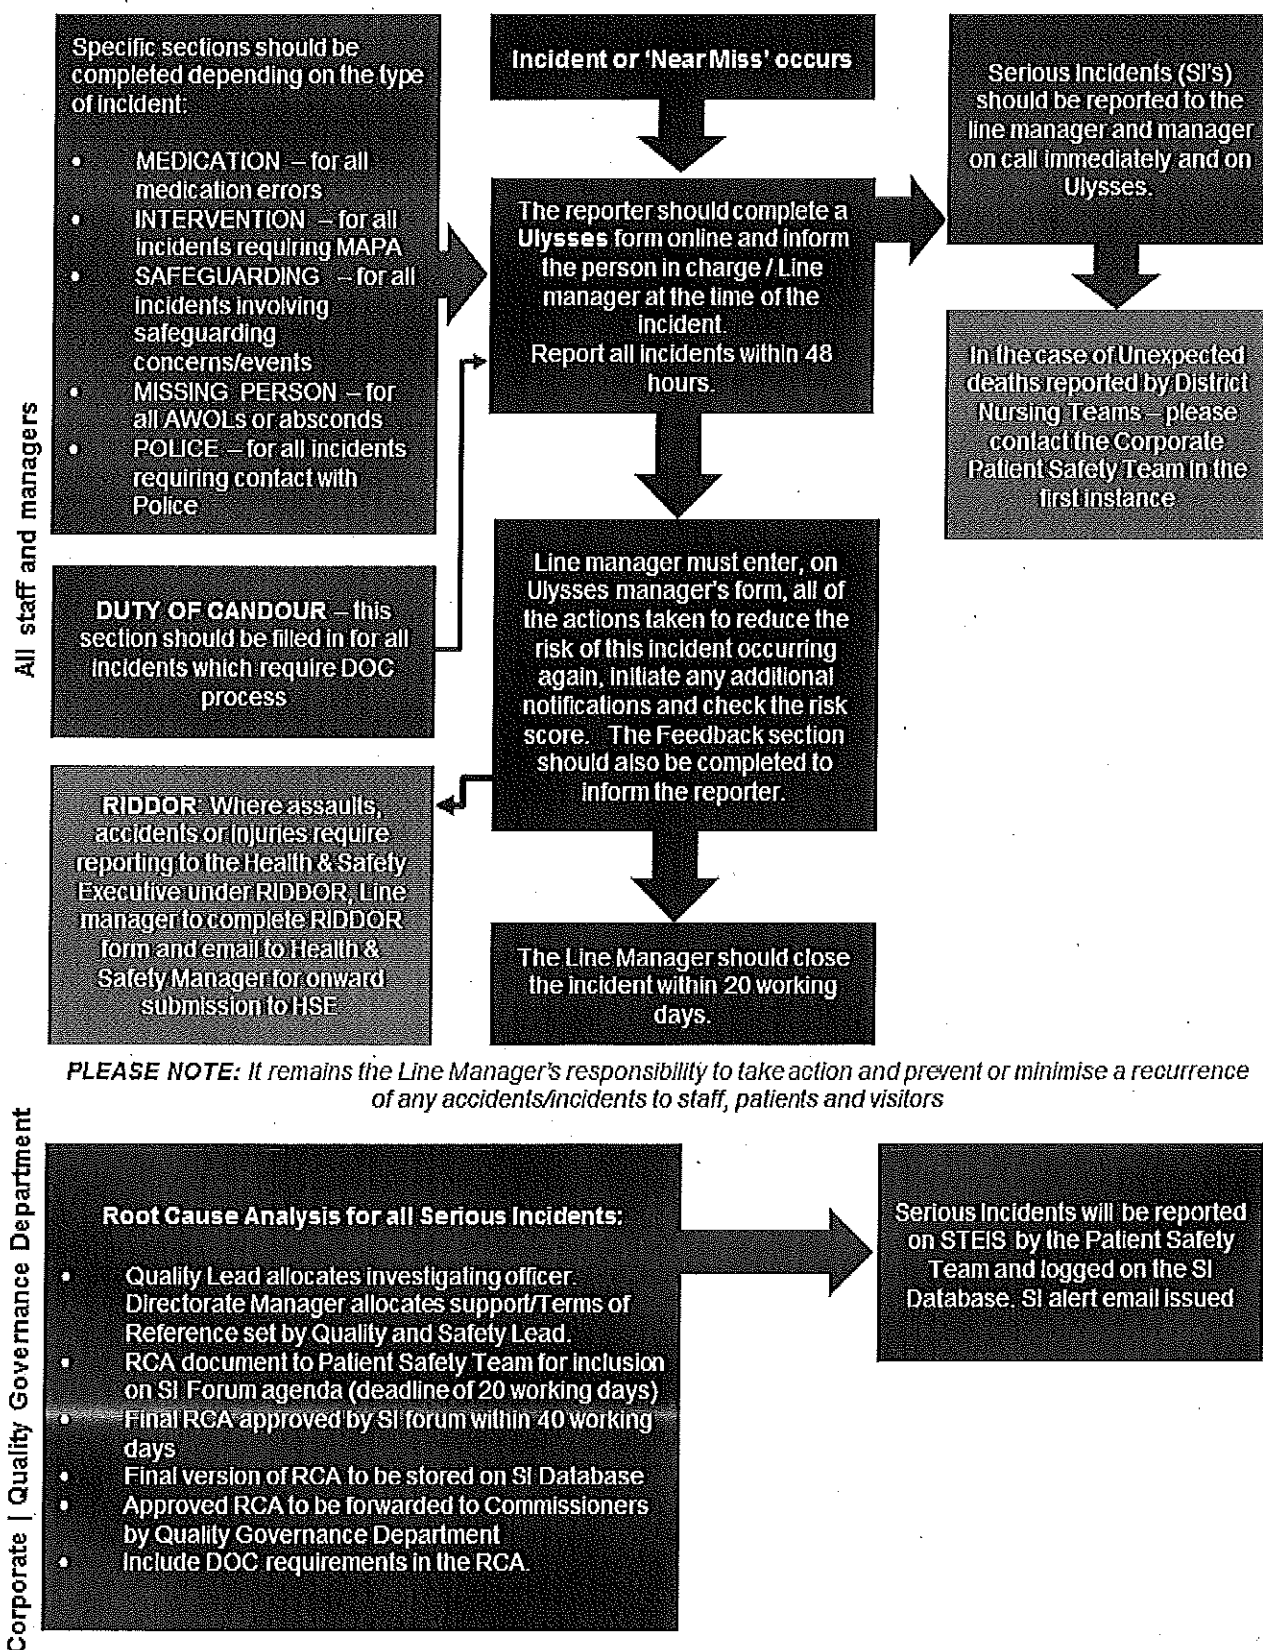 Specific sections should be
completed depending on the type
of incident:
• MEDICATION – for all
medication errors
• INTERVENTION – for all
incidents requiring MAPA
• SAFEGUARDING – for all
incidents involving
safeguarding
concerns/events
• MISSING PERSON – for
all AWOLs or absconds
• POLICE – for all incidents
requiring contact with
Police
Incident or 'Near Miss' occurs
Serious Incidents (SI's)
should be reported to the
line manager and manager
on call immediately and on
Ulysses.
The reporter should complete a
Ulysses form online and inform
the person in charge / Line
manager at the time of the
incident.
Report all incidents within 48
hours.
In the case of Unexpected
deaths reported by District
Nursing Teams – please
contact the Corporate
Patient Safety Team in the
first instance
All staff and managers
DUTY OF CANDOUR – this
section should be filled in for all
incidents which require DOC
process
Line manager must enter, on
Ulysses manager's form, all of
the actions taken to reduce the
risk of this incident occurring
again, initiate any additional
notifications and check the risk
score. The Feedback section
should also be completed to
inform the reporter.
RIDDOR: Where assaults,
accidents or injuries require
reporting to the Health & Safety
Executive under RIDDOR, Line
manager to complete RIDDOR
form and email to Health &
Safety Manager for onward
submission to HSE
The Line Manager should close
the incident within 20 working
days.
PLEASE NOTE: It remains the Line Manager's responsibility to take action and prevent or minimise a recurrence
of any accidents/incidents to staff, patients and visitors
Corporate | Quality Governance Department
Root Cause Analysis for all Serious Incidents:
• Quality Lead allocates investigating officer.
Directorate Manager allocates support/Terms of
Reference set by Quality and Safety Lead.
• RCA document to Patient Safety Team for inclusion
on SI Forum agenda (deadline of 20 working days)
• Final RCA approved by SI forum within 40 working
days
• Final version of RCA to be stored on SI Database
• Approved RCA to be forwarded to Commissioners
by Quality Governance Department
• Include DOC requirements in the RCA.
Serious Incidents will be reported
on STEIS by the Patient Safety
Team and logged on the SI
Database. SI alert email issued